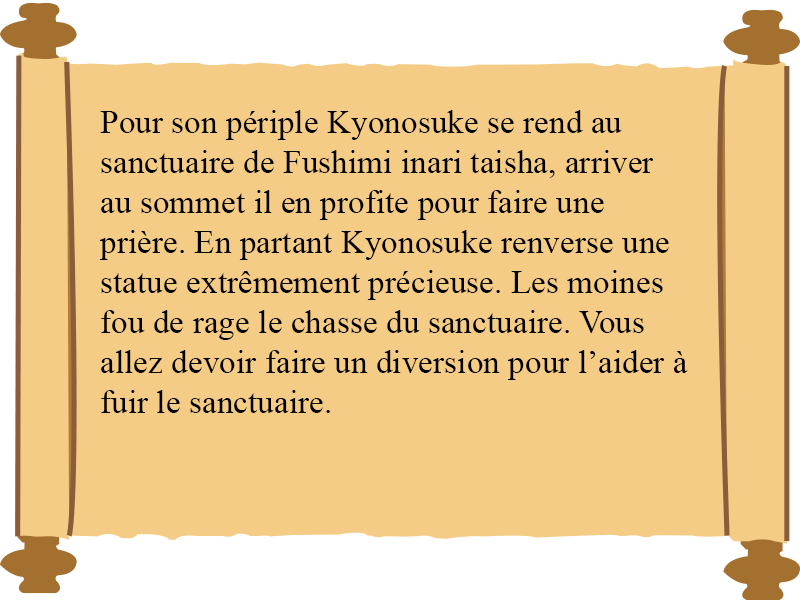 Pour son périple Kyonosuke se rend au
sanctuaire de Fushimi inari taisha, arriver
au sommet il en profite pour faire une
prière. En partant Kyonosuke renverse une
statue extrêmement précieuse. Les moines
fou de rage le chasse du sanctuaire. Vous
allez devoir faire un diversion pour l’aider à
fuir le sanctuaire.